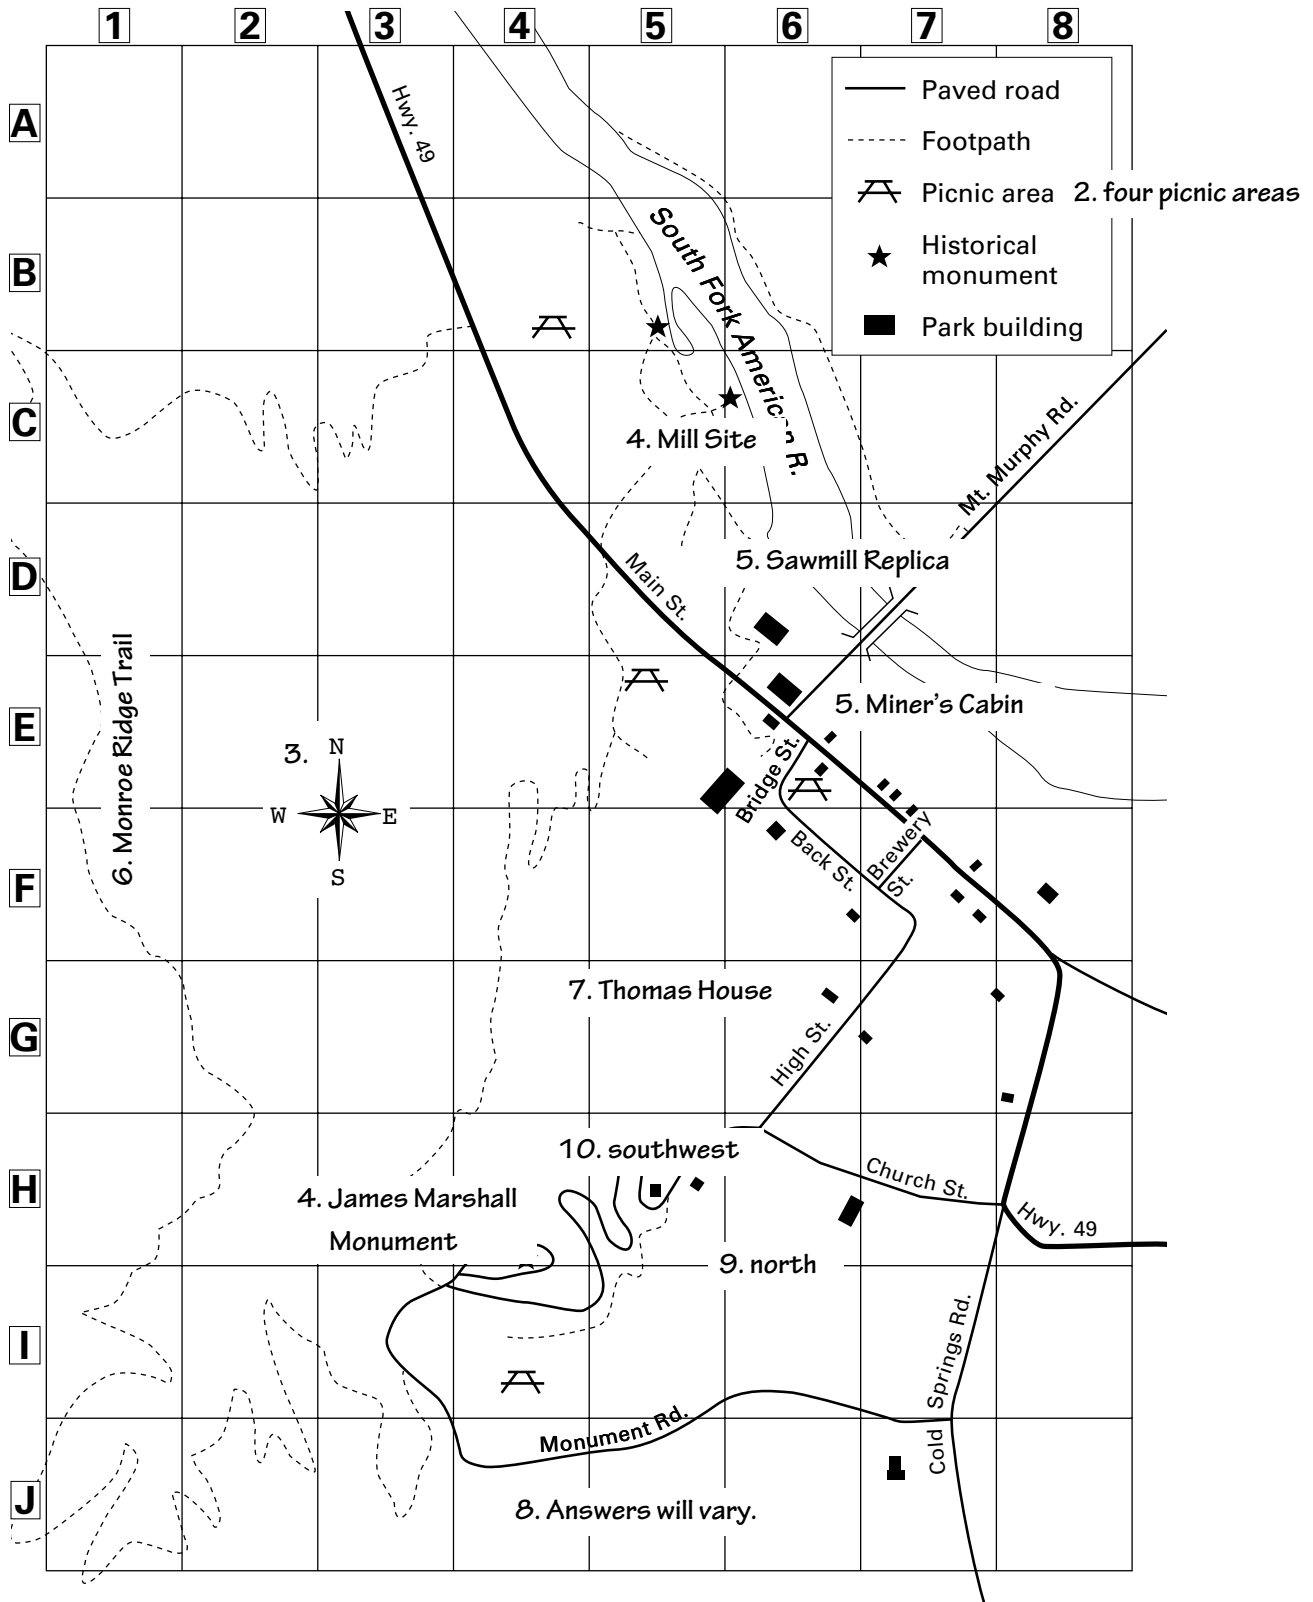 1 2 3 4 5 6 7 8
A
Hwy. 49
Paved road
Footpath
Picnic area 2. four picnic areas
Historical
monument
Park building
B
South Fork American R.
C
4. Mill Site
Mt. Murphy Rd.
D
5. Sawmill Replica
Main St.
E
5. Miner's Cabin
6. Monroe Ridge Trail
3.
N
W E
S
Bridge St.
Back St.
Brewery
St.
F
7. Thomas House
G
High St.
10. southwest
H
4. James Marshall
Monument
Church St.
Hwy. 49
9. north
I
Cold Springs Rd.
Monument Rd.
J
8. Answers will vary.